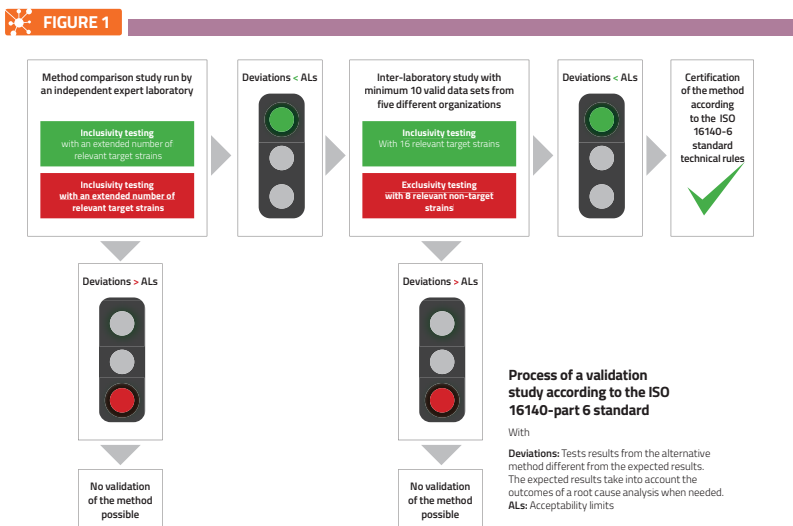 FIGURE 1
Method comparison study run by
an independent expert laboratory
Inclusivity testing
with an extended number of
relevant target strains
Inclusivity testing
with an extended number of
relevant target strains
Deviations < ALs
Inter-laboratory study with
minimum 10 valid data sets from
five different organizations
Inclusivity testing
With 16 relevant target strains
Exclusivity testing
with 8 relevant non-target
strains
Deviations < ALs
Certification
of the method
according
to the ISO
16140-6
standard
technical rules
Deviations > ALs
No validation
of the method
possible
Deviations > ALs
No validation
of the method
possible
Process of a validation
study according to the ISO
16140-part 6 standard
With
Deviations: Tests results from the alternative
method different from the expected results.
The expected results take into account the
outcomes of a root cause analysis when needed.
ALs: Acceptability limits